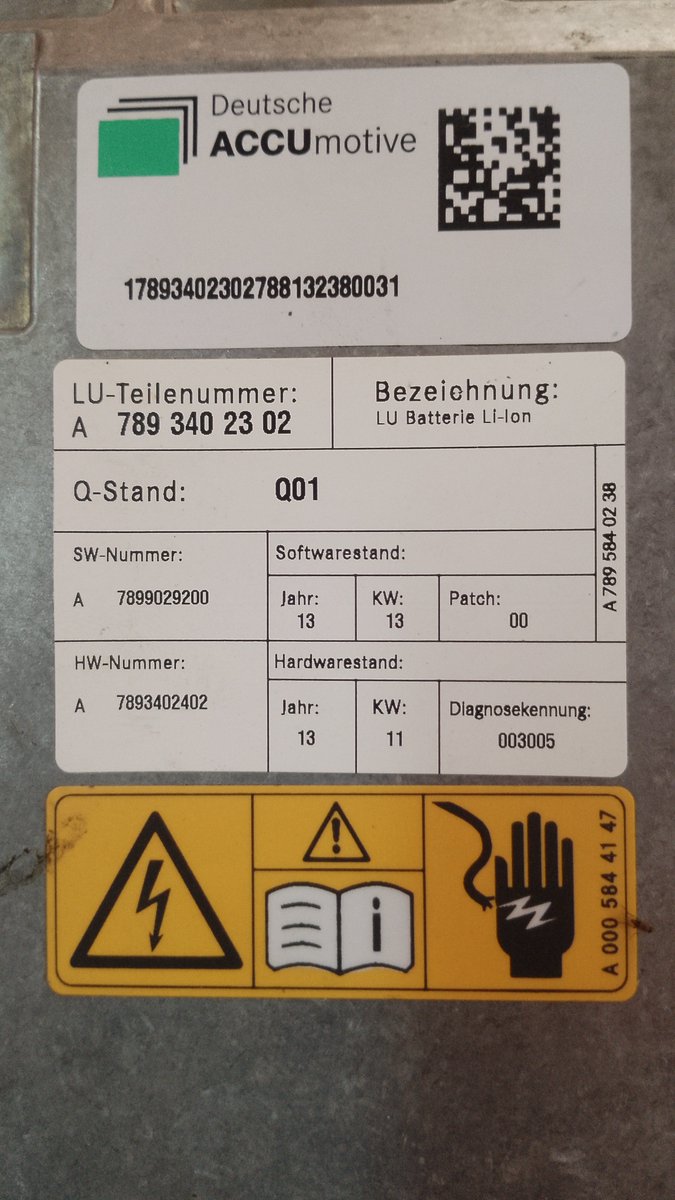 Deutsche
ACCUmotive
17893402302788132380031
LU-Teilenummer:
A 789 340 23 02
Bezeichnung:
LU Batterie Li-Ion
Q-Stand: Q01
A 789 584 02 38
SW-Nummer:
A 7899029200
Softwarestand:
Jahr:
13
KW:
13
Patch:
00
HW-Nummer:
A 7893402402
Hardwarestand:
Jahr:
13
KW:
11
Diagnosekennung:
003005
A 000 584 41 47